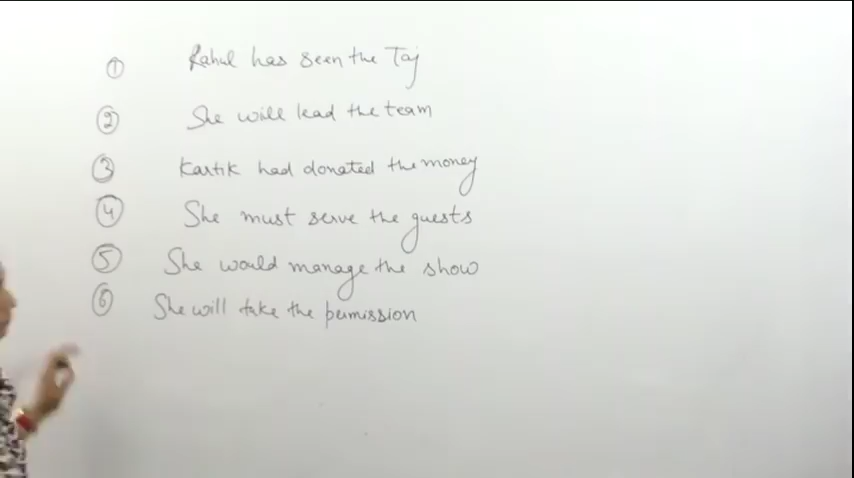 ① Rahul has seen the Taj
② She will lead the team
③ Kartik had donated the money
④ She must serve the guests
⑤ She would manage the show
⑥ She will take the permission